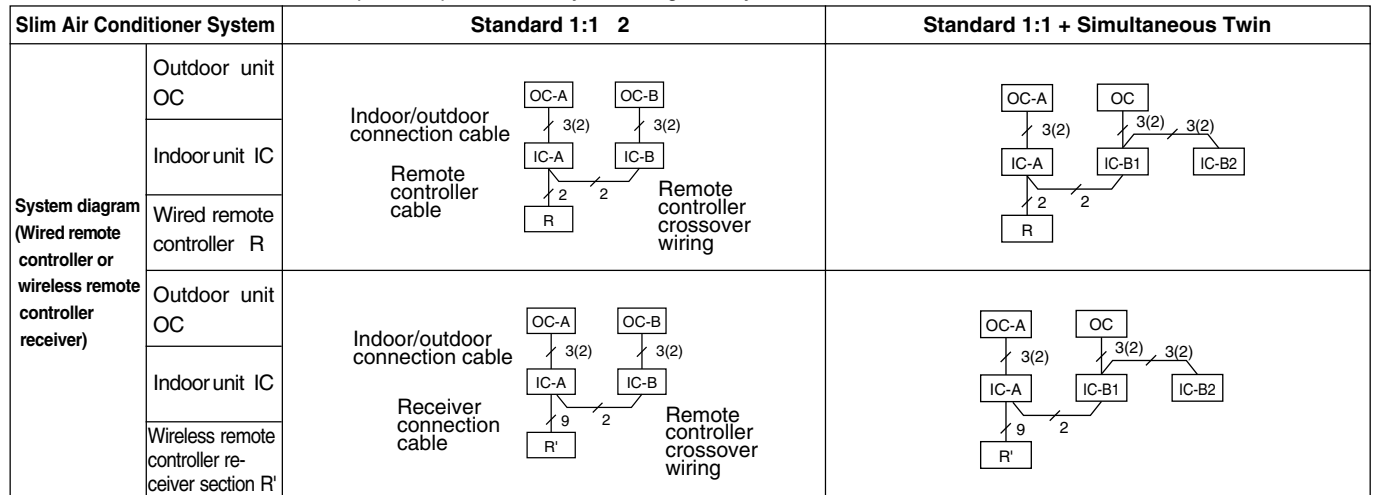 Slim Air Conditioner System
Standard 1:1 2
Standard 1:1 + Simultaneous Twin
System diagram
(Wired remote
controller or
wireless remote
controller
receiver)
Outdoor unit
OC
Indoor unit IC
Wired remote
controller R
Indoor/outdoor
connection cable
Remote
controller
cable
OC-A
OC-B
3(2)
3(2)
IC-A
IC-B
2
2
R
Remote
controller
crossover
wiring
OC-A
OC
3(2)
3(2)
3(2)
IC-A
IC-B1
IC-B2
2
2
R
Outdoor unit
OC
Indoor unit IC
Wireless remote
controller re-
ceiver section R'
Indoor/outdoor
connection cable
Receiver
connection
cable
OC-A
OC-B
3(2)
3(2)
IC-A
IC-B
9
2
R'
Remote
controller
crossover
wiring
OC-A
OC
3(2)
3(2)
3(2)
IC-A
IC-B1
IC-B2
9
2
R'